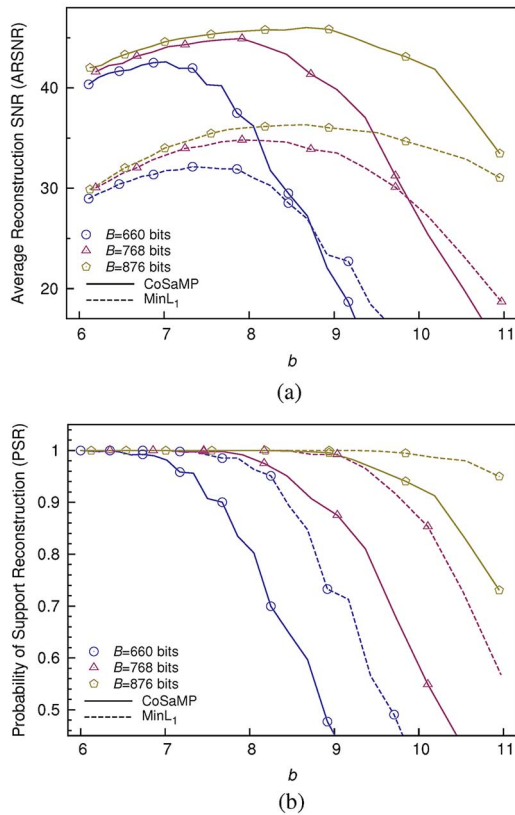 Average Reconstruction SNR (ARSNR)
40
30
20
B=660 bits
B=768 bits
B=876 bits
CoSaMP
MinL₁
6 7 8 9 10 11
b
(a)
Probability of Support Reconstruction (PSR)
1
0.9
0.8
0.7
0.6
0.5
B=660 bits
B=768 bits
B=876 bits
CoSaMP
MinL₁
6 7 8 9 10 11
b
(b)